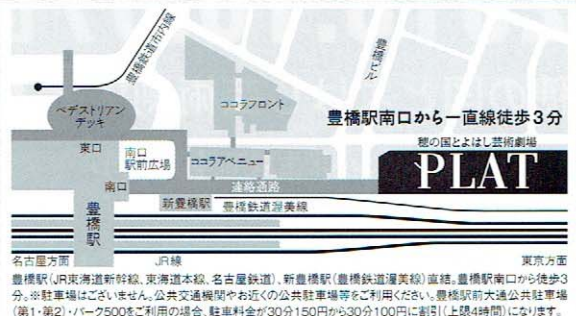 豊橋鉄道市内線
豊橋ビル
ペデストリアン
デッキ
ココラフロント
豊橋駅南口から一直線徒歩3分
穂の国とよはし芸術劇場
PLAT
東口
南口
駅前広場
ココラアベニュー
南口
連絡通路
新豊橋駅
豊橋鉄道渥美線
豊橋駅
名古屋方面
JR線
東京方面
豊橋駅(JR東海道新幹線、東海道本線、名古屋鉄道)、新豊橋駅(豊橋鉄道渥美線)直結。豊橋駅南口から徒歩3
分。※駐車場はございません。公共交通機関やお近くの公共駐車場等をご利用ください。豊橋駅前大通公共駐車場
(第1・第2)・パーク500をご利用の場合、駐車料金が30分150円から30分100円に割引(上限4時間)になります。